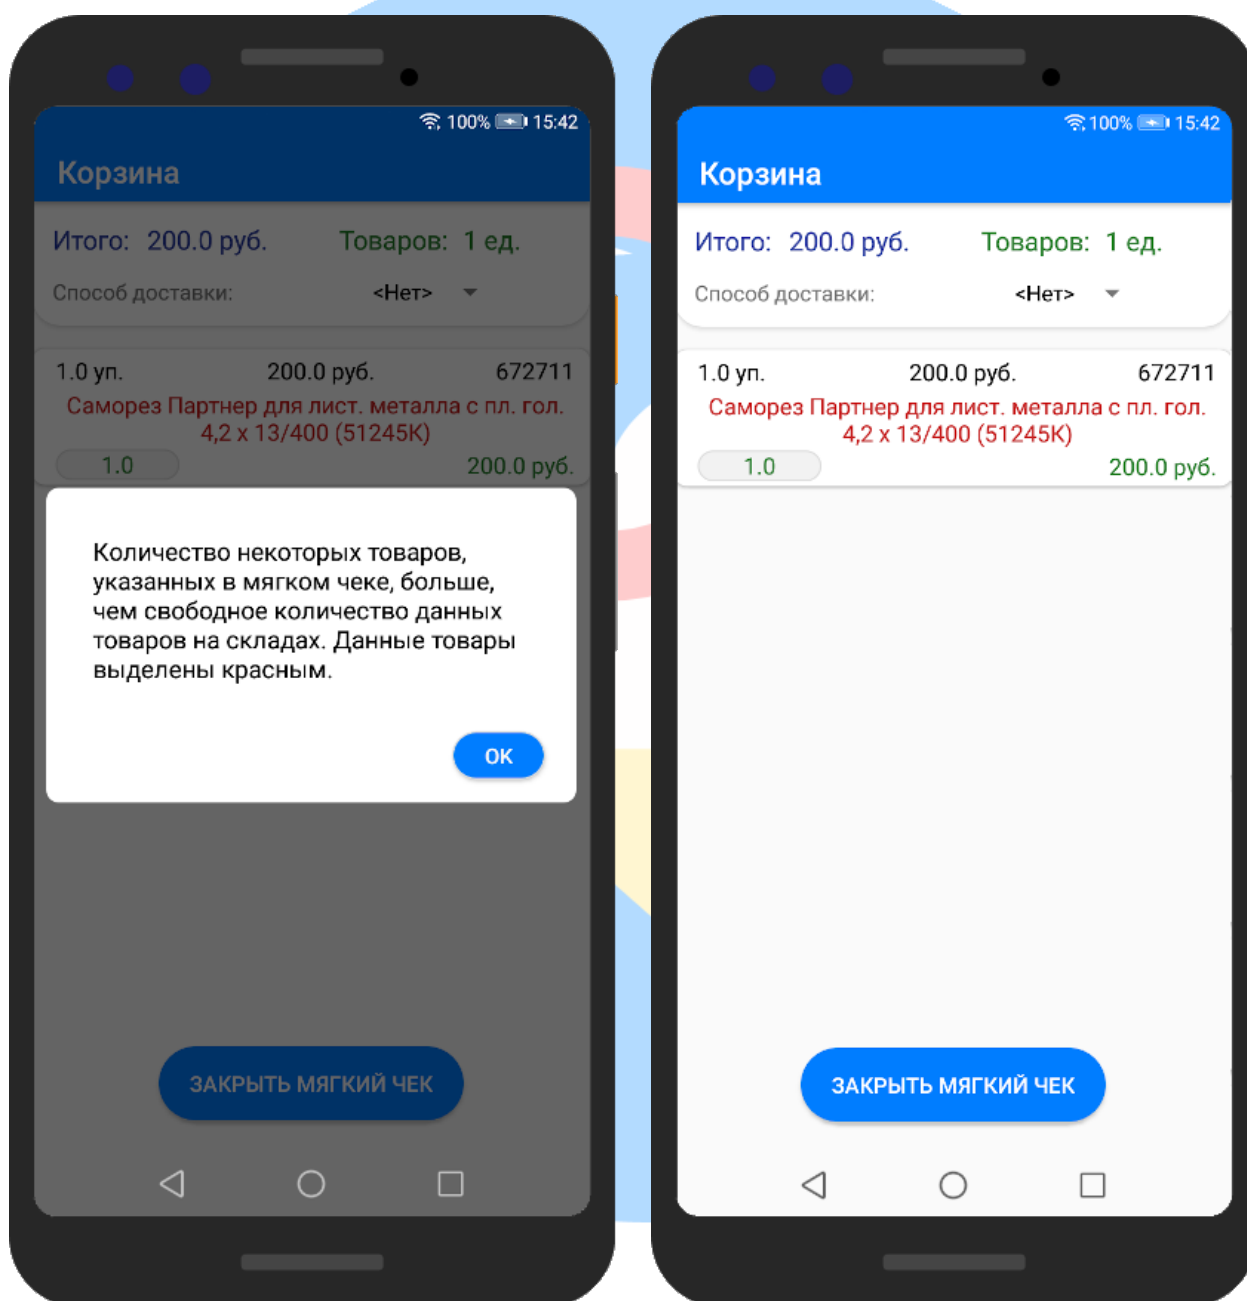 100% 15:42
Корзина
Итого: 200.0 руб. Товаров: 1 ед.
Способ доставки: <Нет>
1.0 уп. 200.0 руб. 672711
Саморез Партнер для лист. металла с пл. гол.
4,2 х 13/400 (51245К)
1.0 200.0 руб.
Количество некоторых товаров,
указанных в мягком чеке, больше,
чем свободное количество данных
товаров на складах. Данные товары
выделены красным.
ОК
ЗАКРЫТЬ МЯГКИЙ ЧЕК
100% 15:42
Корзина
Итого: 200.0 руб. Товаров: 1 ед.
Способ доставки: <Нет>
1.0 уп. 200.0 руб. 672711
Саморез Партнер для лист. металла с пл. гол.
4,2 х 13/400 (51245К)
1.0 200.0 руб.
ЗАКРЫТЬ МЯГКИЙ ЧЕК